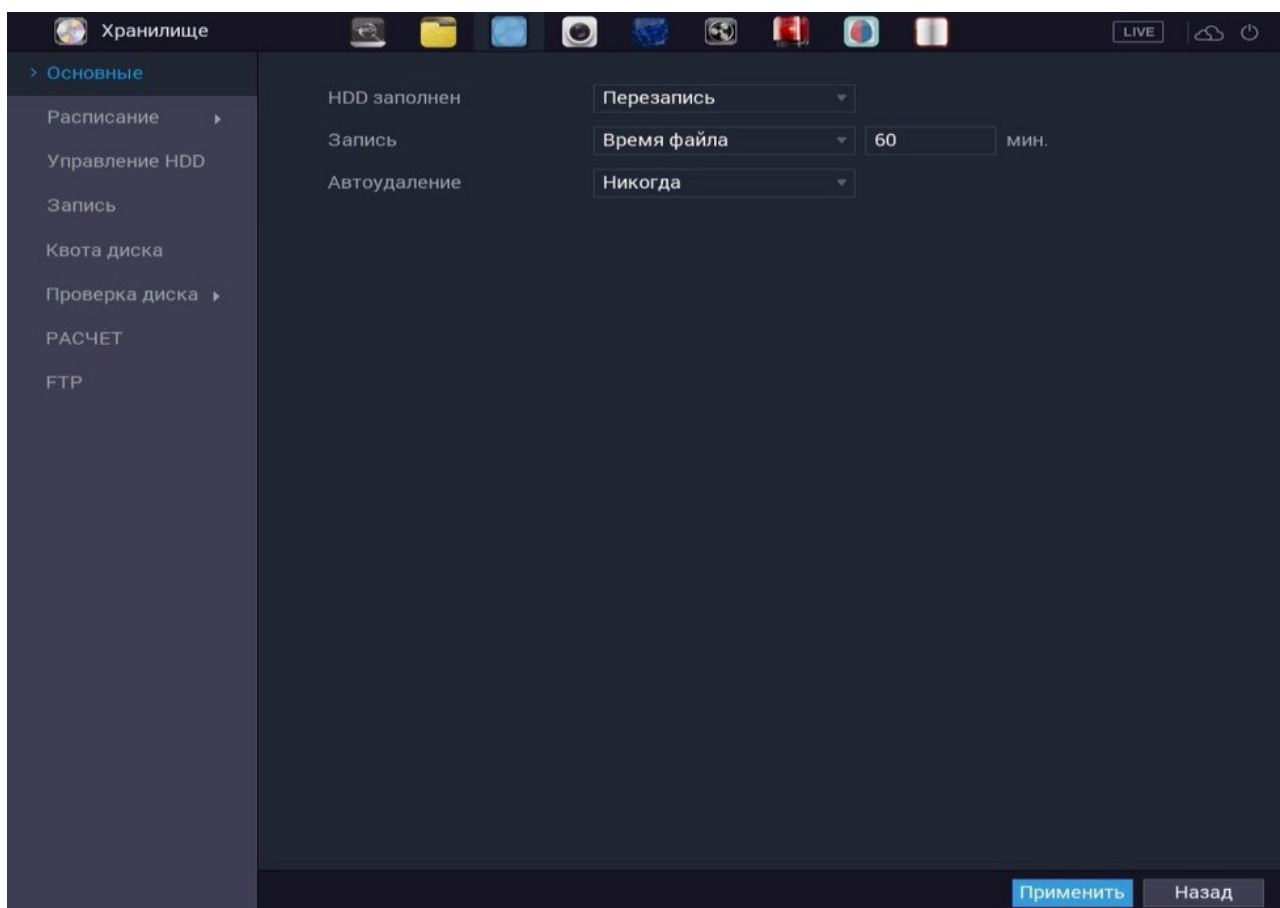 Хранилище
LIVE
Основные
Расписание
Управление HDD
Запись
Квота диска
Проверка диска
РАСЧЕТ
FTP
HDD заполнен Перезапись
Запись Время файла 60 мин.
Автоудаление Никогда
Применить Назад